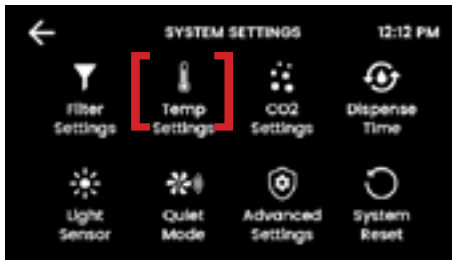 SYSTEM SETTINGS 12:12 PM
Filter Temp CO2 Dispense
Settings Settings Settings Time
Light Quiet Advanced System
Sensor Mode Settings Reset